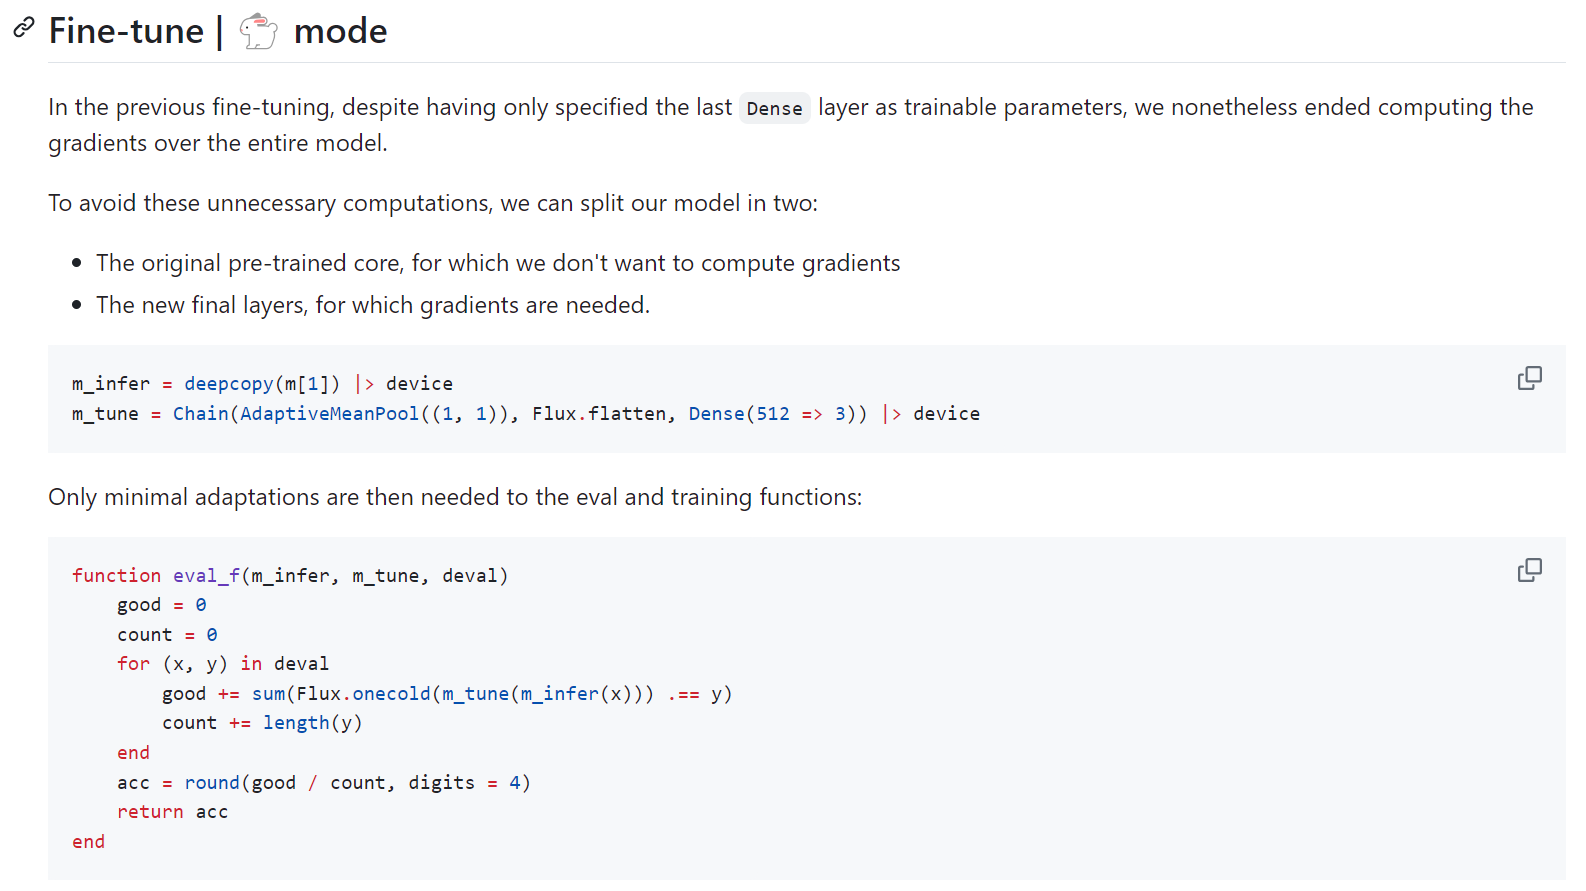 Fine-tune | 🐇 mode
In the previous fine-tuning, despite having only specified the last Dense layer as trainable parameters, we nonetheless ended computing the
gradients over the entire model.
To avoid these unnecessary computations, we can split our model in two:
• The original pre-trained core, for which we don't want to compute gradients
• The new final layers, for which gradients are needed.
m_infer = deepcopy(m[1]) |> device
m_tune = Chain(AdaptiveMeanPool((1, 1)), Flux.flatten, Dense(512 => 3)) |> device
Only minimal adaptations are then needed to the eval and training functions:
function eval_f(m_infer, m_tune, deval)
    good = 0
    count = 0
    for (x, y) in deval
        good += sum(Flux.onecold(m_tune(m_infer(x))) .== y)
        count += length(y)
    end
    acc = round(good / count, digits = 4)
    return acc
end